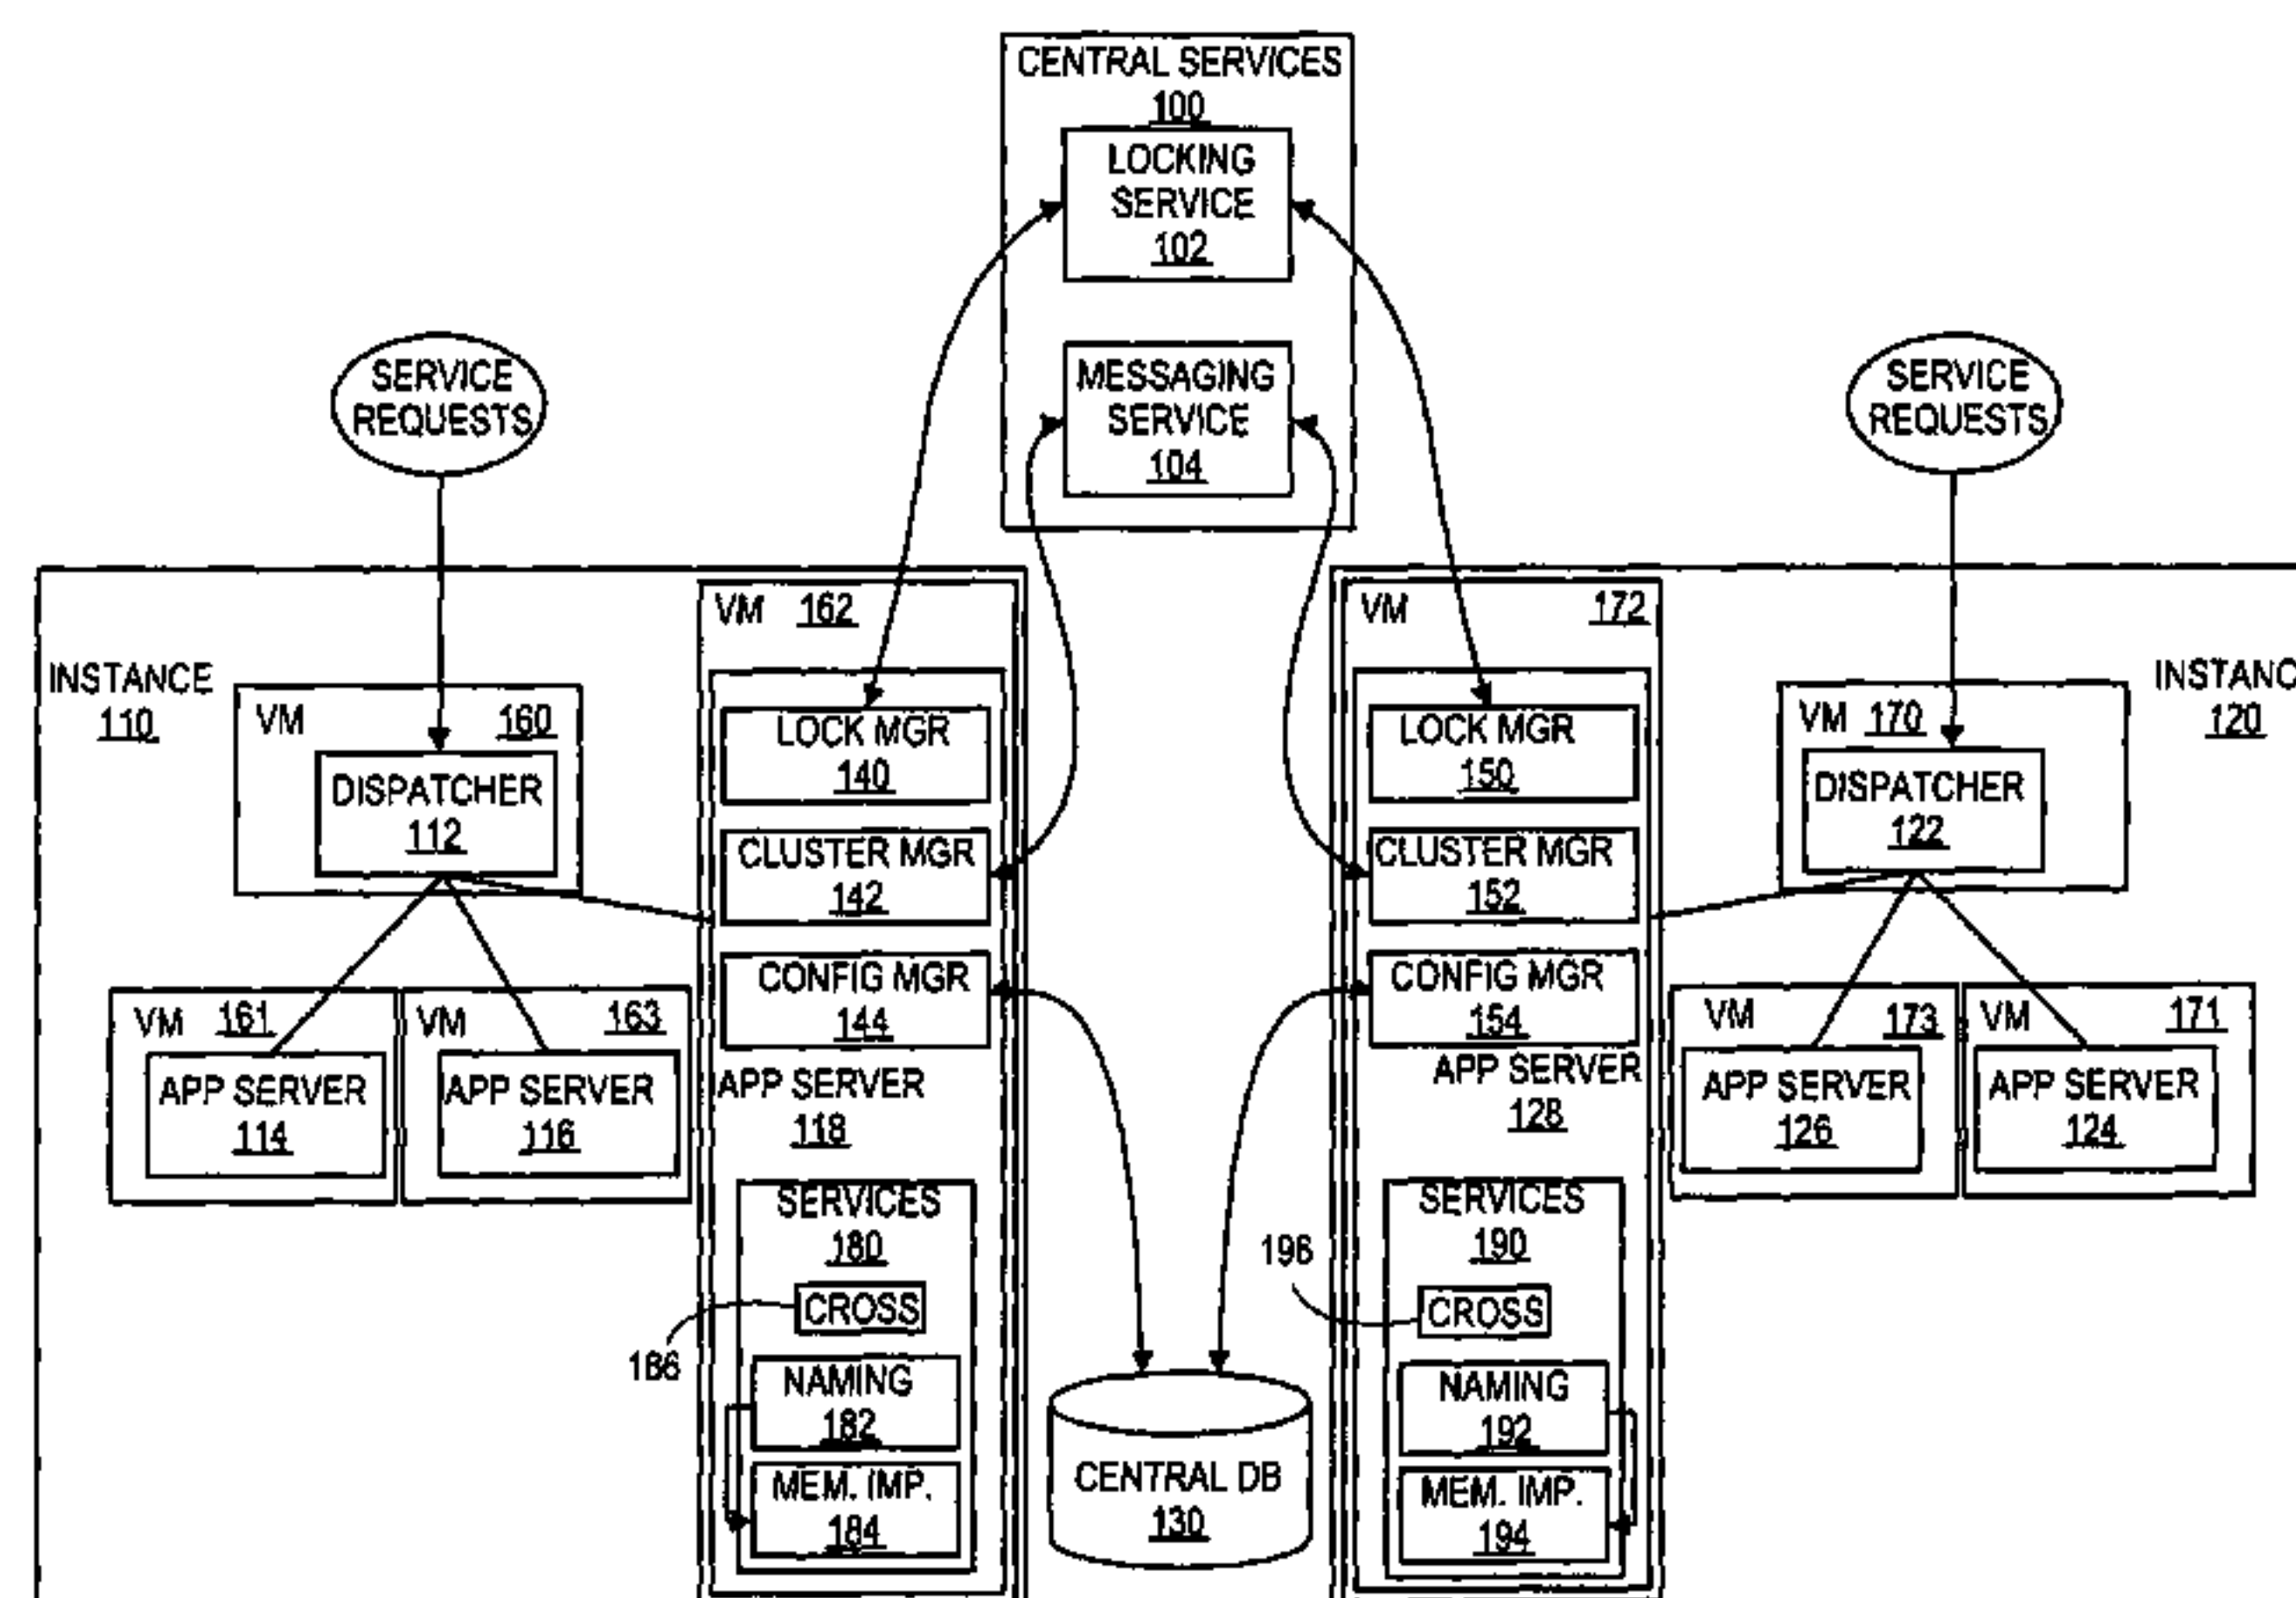 CENTRAL SERVICES
100
LOCKING
SERVICE
102
MESSAGING
SERVICE
104
SERVICE
REQUESTS
SERVICE
REQUESTS
INSTANCE
110
VM 160
DISPATCHER
112
VM 161
APP SERVER
114
VM 163
APP SERVER
116
VM 162
LOCK MGR
140
CLUSTER MGR
142
CONFIG MGR
144
APP SERVER
118
SERVICES
180
CROSS
186
NAMING
182
MEM. IMP.
184
CENTRAL DB
130
VM 172
LOCK MGR
150
CLUSTER MGR
152
CONFIG MGR
154
APP SERVER
128
SERVICES
190
196
CROSS
NAMING
192
MEM. IMP.
194
INSTANC
120
VM 170
DISPATCHER
122
VM 173
APP SERVER
126
VM 171
APP SERVER
124